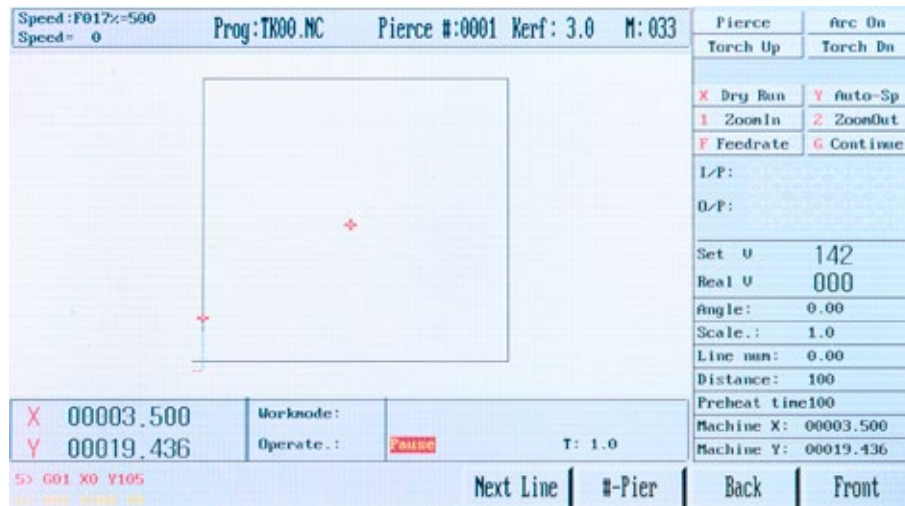 Speed:F017%=500
Speed= 0
Prog:TK00.NC Pierce #:0001 Kerf: 3.0 M:033
Pierce Arc On
Torch Up Torch Dn
X Dry Run Y Auto-Sp
1 ZoomIn 2 ZoomOut
F Feedrate G Continue
I/P:
O/P:
Set V 142
Real V 000
Angle: 0.00
Scale.: 1.0
Line num: 0.00
Distance: 100
Preheat time100
Machine X: 00003.500
Machine Y: 00019.436
X 00003.500
Y 00019.436
Workmode:
Operate.: Pause T: 1.0
5> G01 X0 Y105
Next Line #-Pier Back Front